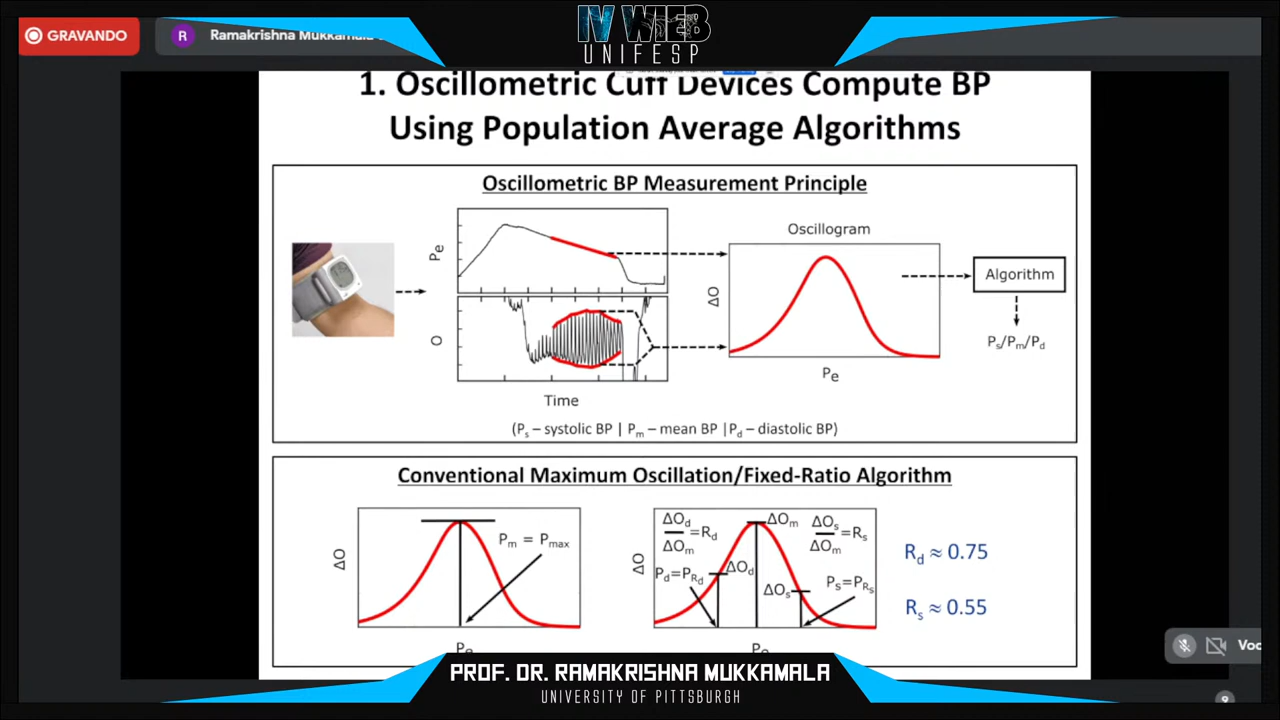 GRAVANDO
R
Ramakrishna Mukkamala
IV WIEB
UNIFESP
1. Oscillometric Cuff Devices Compute BP
Using Population Average Algorithms
Oscillometric BP Measurement Principle
Pe
O
Time
Oscillogram
ΔO
Pe
Algorithm
Ps/Pm/Pd
(Ps – systolic BP | Pm – mean BP |Pd – diastolic BP)
Conventional Maximum Oscillation/Fixed-Ratio Algorithm
ΔO
Pm = Pmax
Pe
ΔO
ΔOd/ΔOm=Rd
ΔOm
ΔOs/ΔOm=Rs
Pd=PRd
ΔOd
ΔOs
Ps=PRs
Pe
Rd ≈ 0.75
Rs ≈ 0.55
Voc
PROF. DR. RAMAKRISHNA MUKKAMALA
UNIVERSITY OF PITTSBURGH